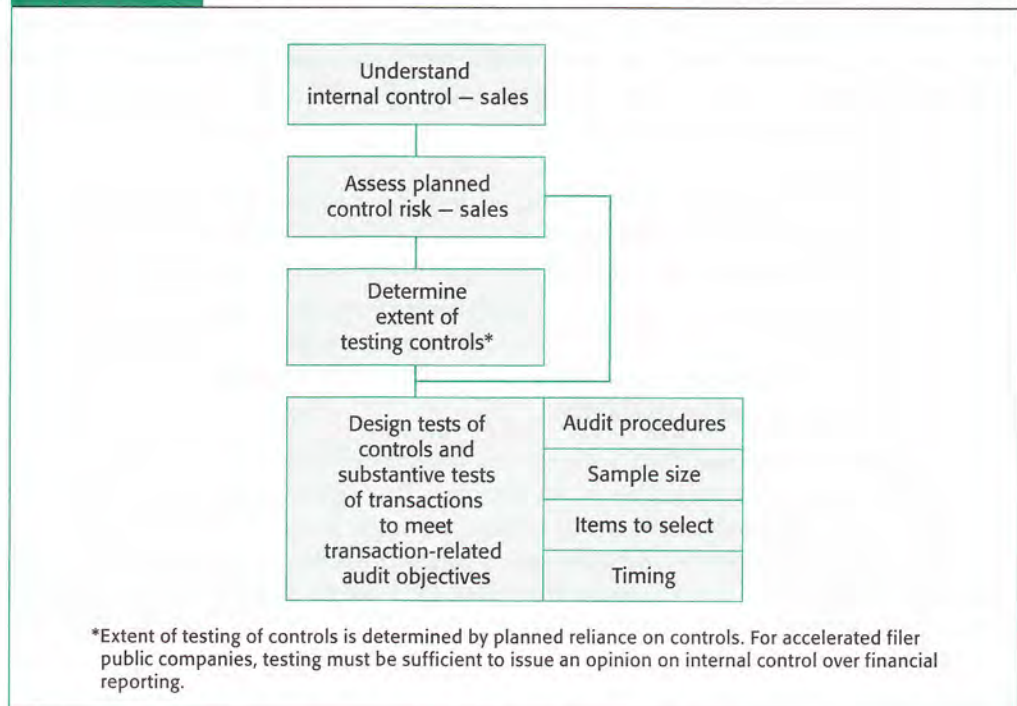 Understand
internal control – sales
Assess planned
control risk – sales
Determine
extent of
testing controls*
Design tests of
controls and
substantive tests
of transactions
to meet
transaction-related
audit objectives
Audit procedures
Sample size
Items to select
Timing
*Extent of testing of controls is determined by planned reliance on controls. For accelerated filer
public companies, testing must be sufficient to issue an opinion on internal control over financial
reporting.